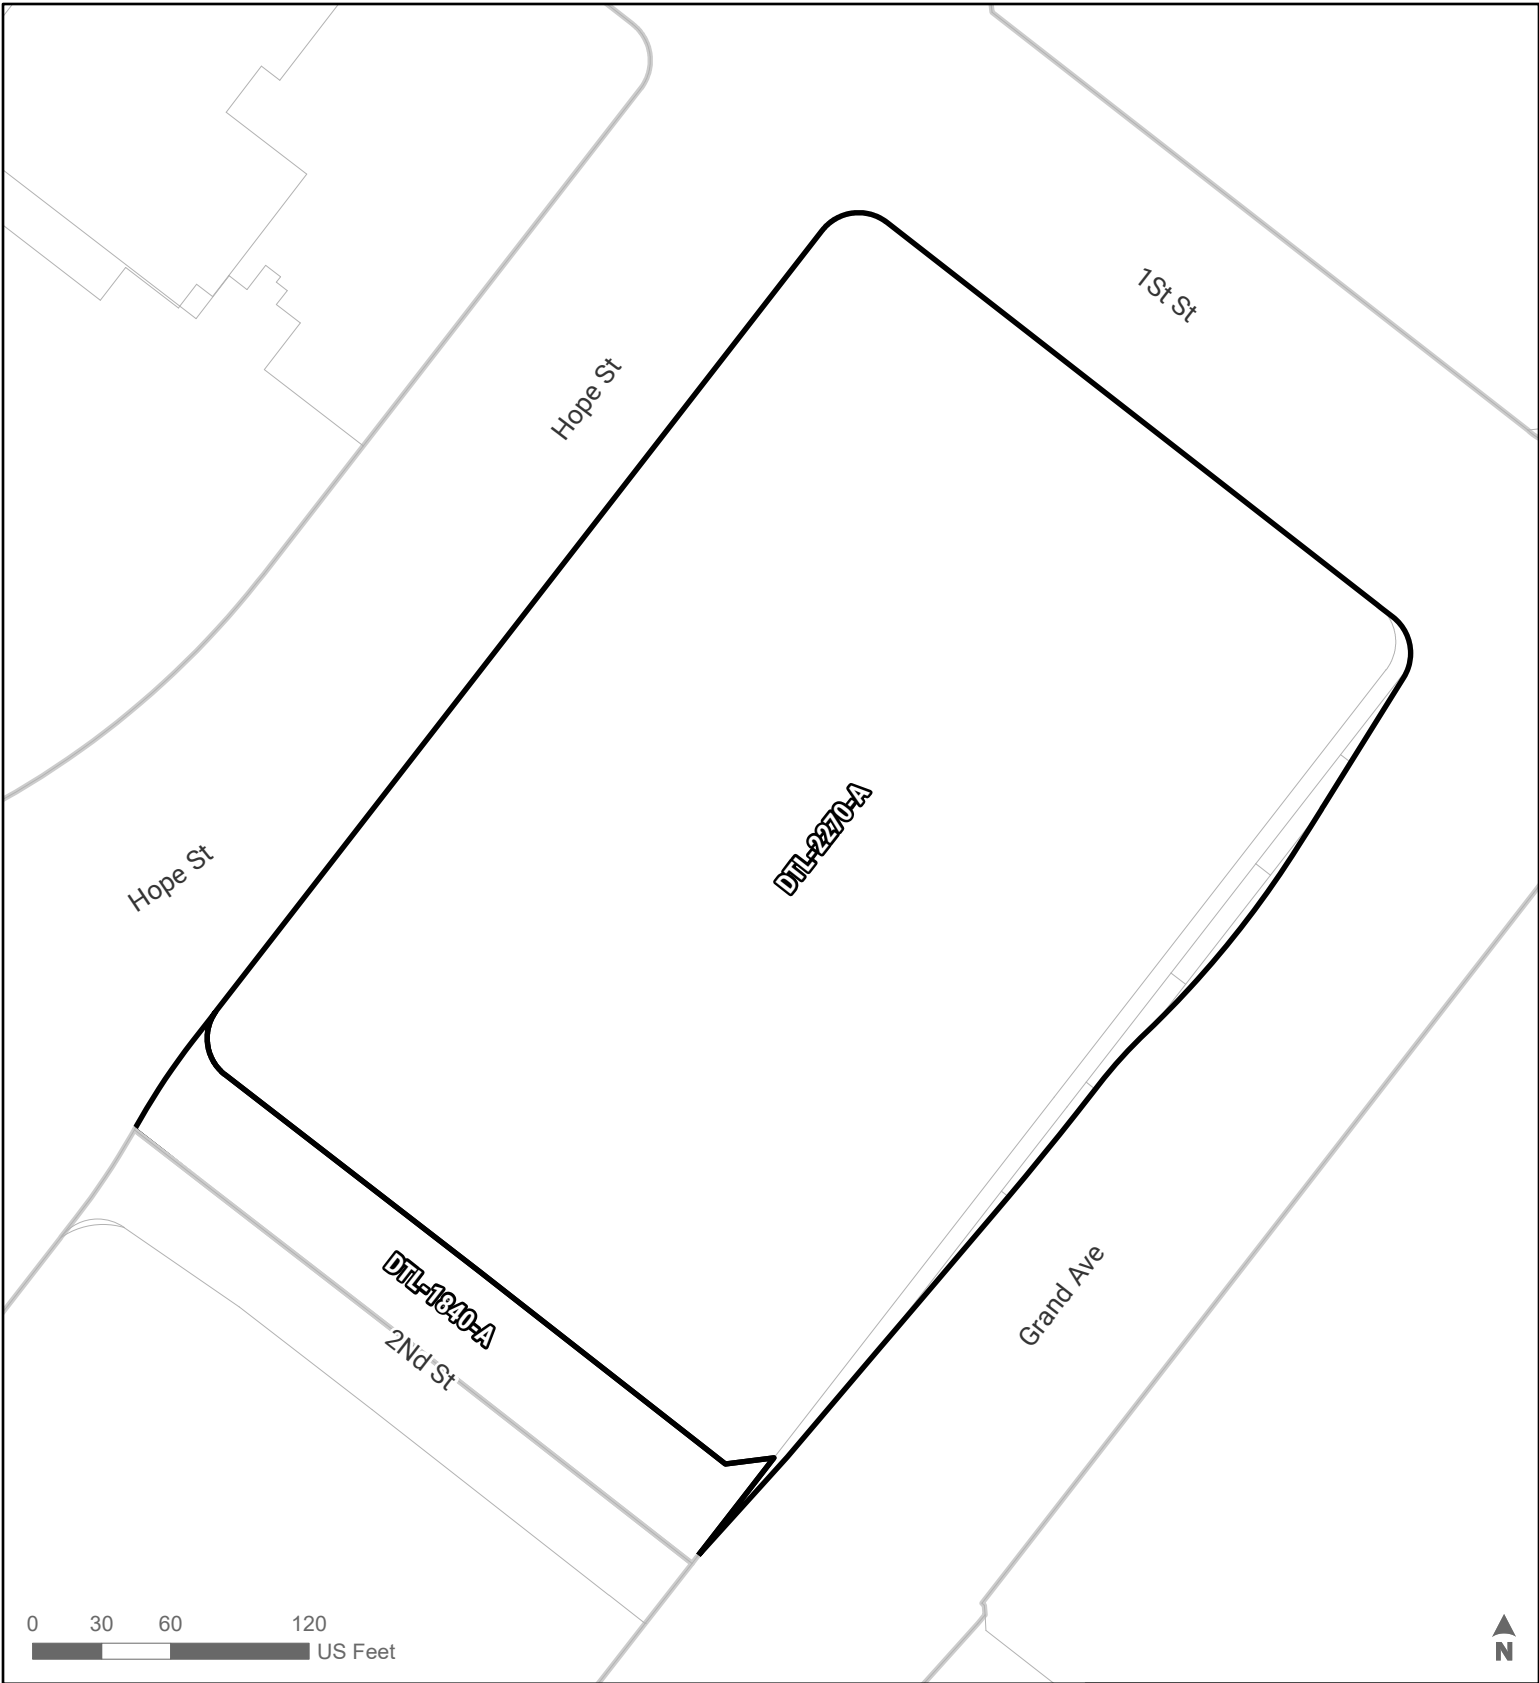 1St St
Hope St
DTL-2270-A
Hope St
DTL-1840-A
2Nd St
Grand Ave
0 30 60 120
US Feet
N